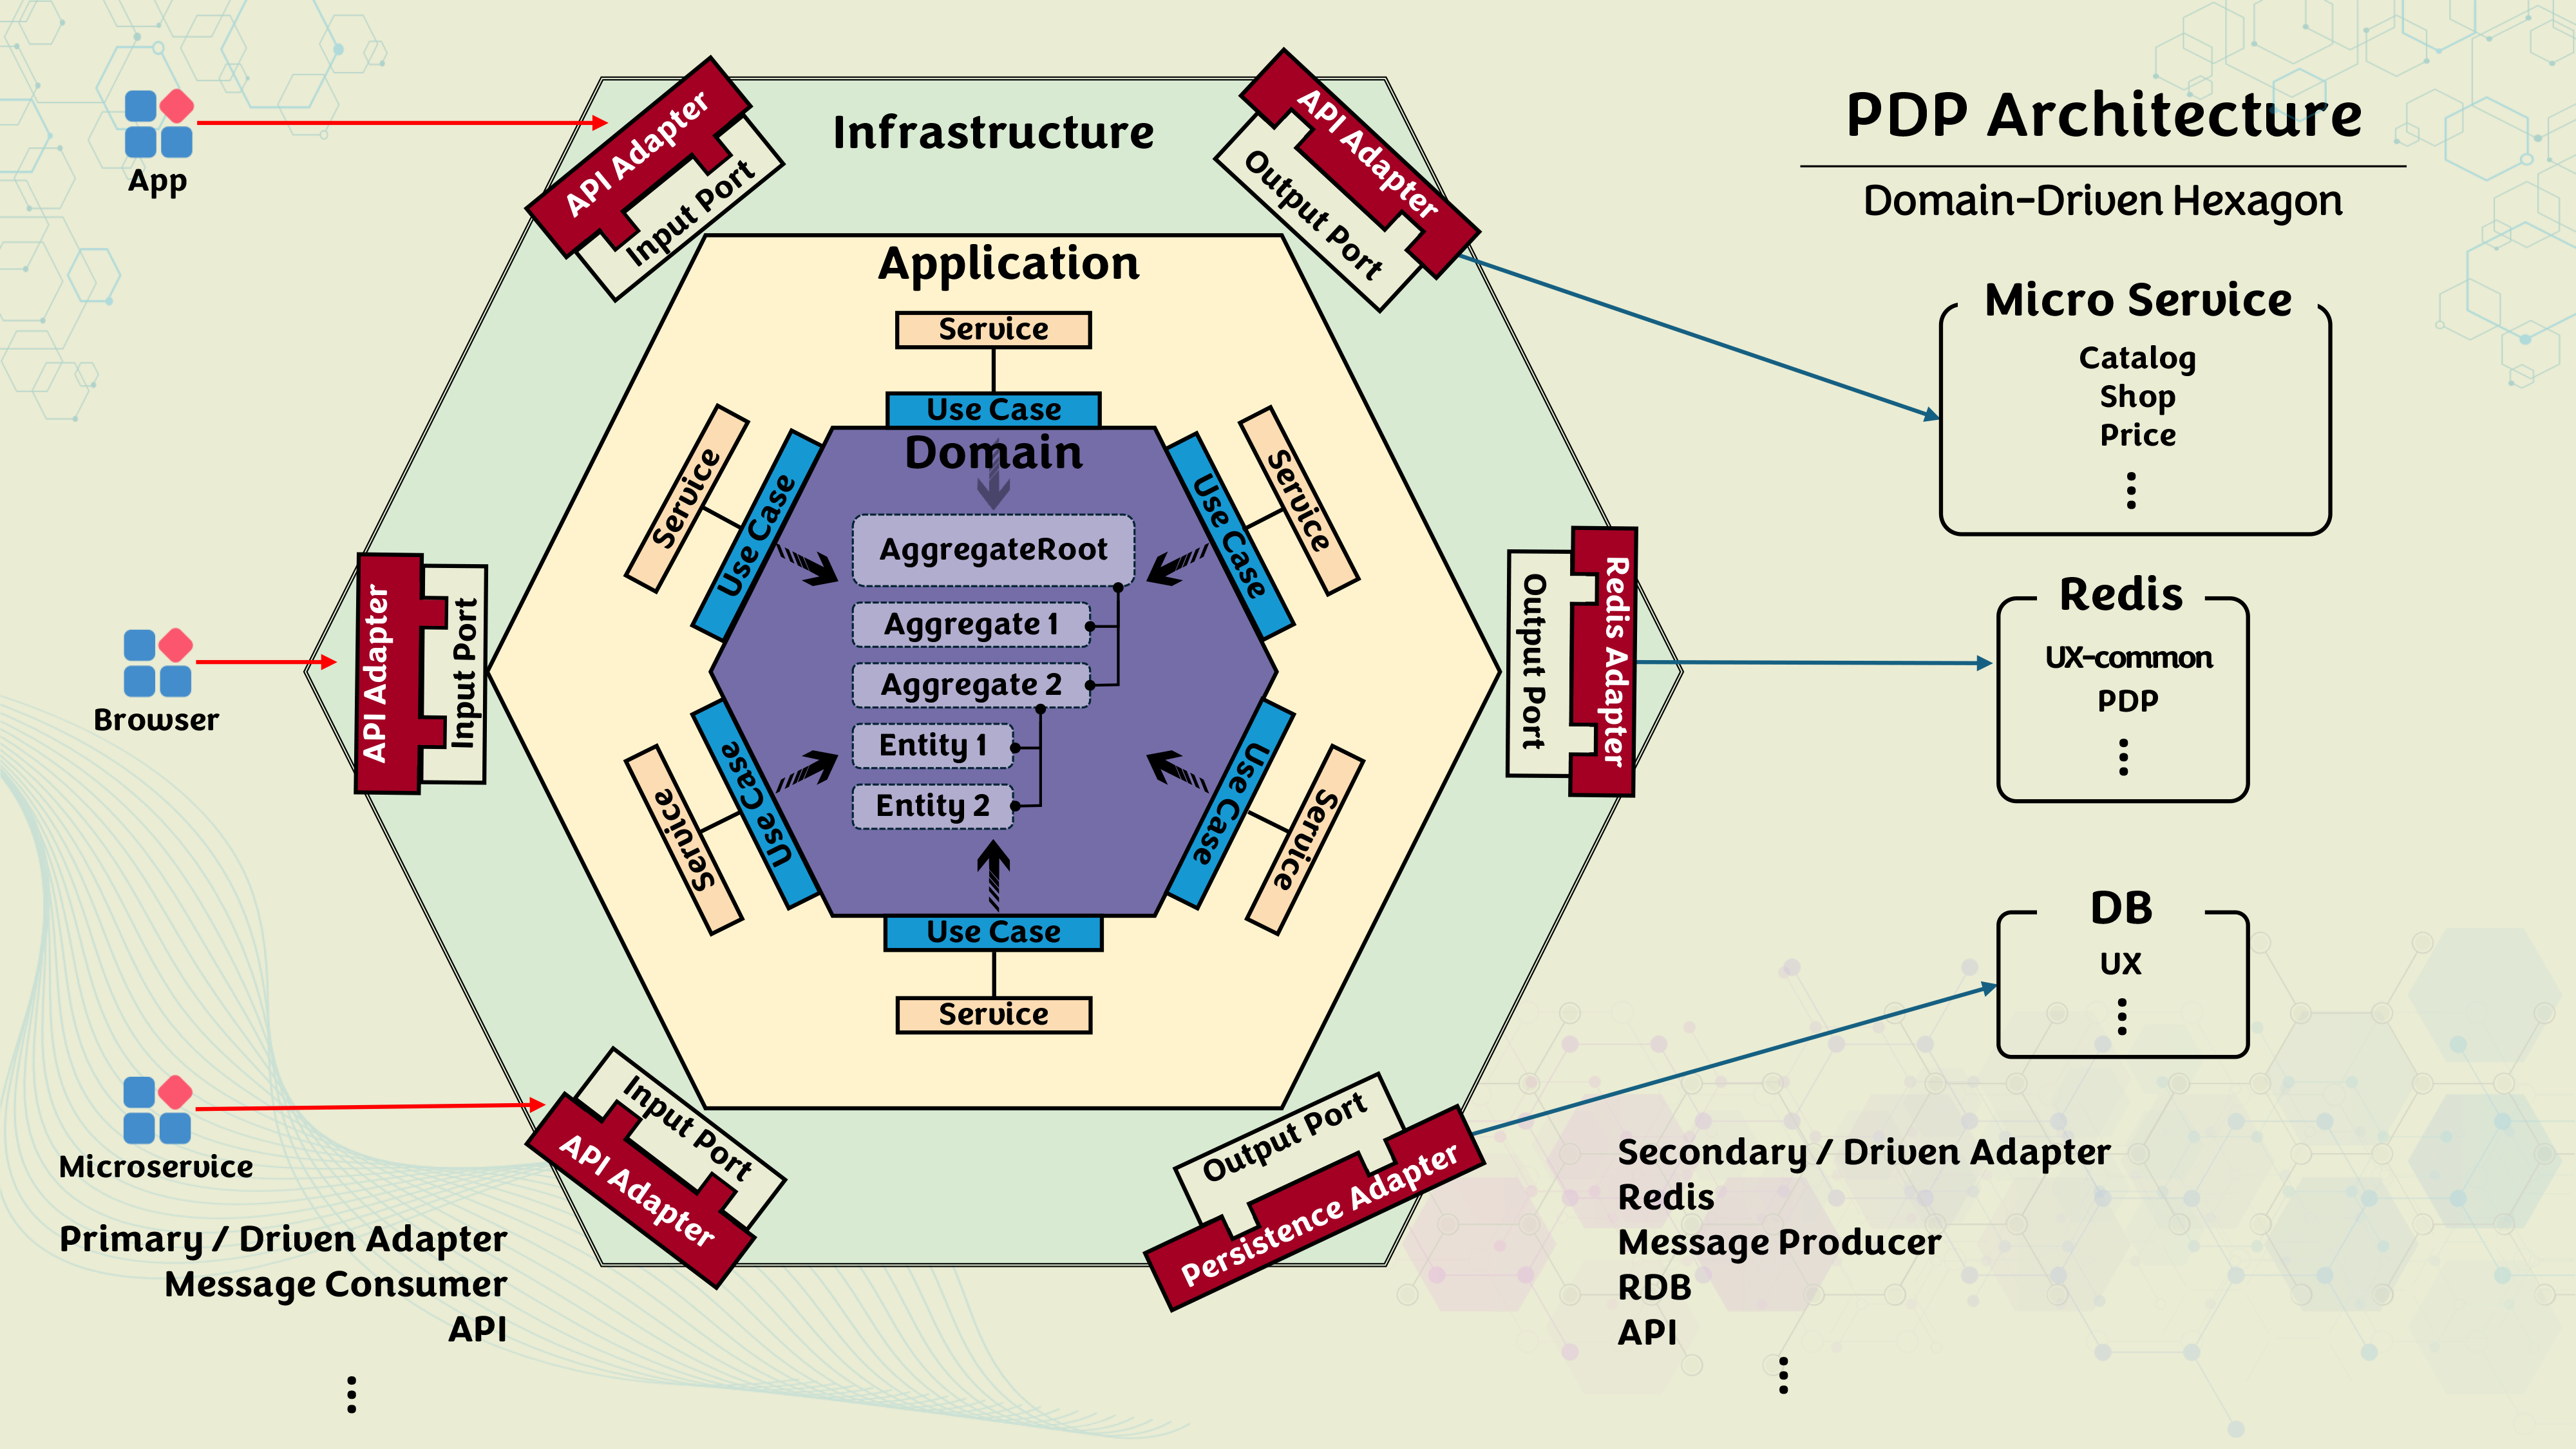 PDP Architecture
Domain-Driven Hexagon
App
Browser
Microservice
Primary / Driven Adapter
Message Consumer
API
Infrastructure
API Adapter
Input Port
API Adapter
Output Port
API Adapter
Input Port
Output Port
Redis Adapter
Input Port
API Adapter
Output Port
Persistence Adapter
Application
Service
Use Case
Service
Use Case
Service
Use Case
Service
Use Case
Service
Use Case
Use Case
Service
Domain
AggregateRoot
Aggregate 1
Aggregate 2
Entity 1
Entity 2
Micro Service
Catalog
Shop
Price
Redis
UX-common
PDP
DB
UX
Secondary / Driven Adapter
Redis
Message Producer
RDB
API